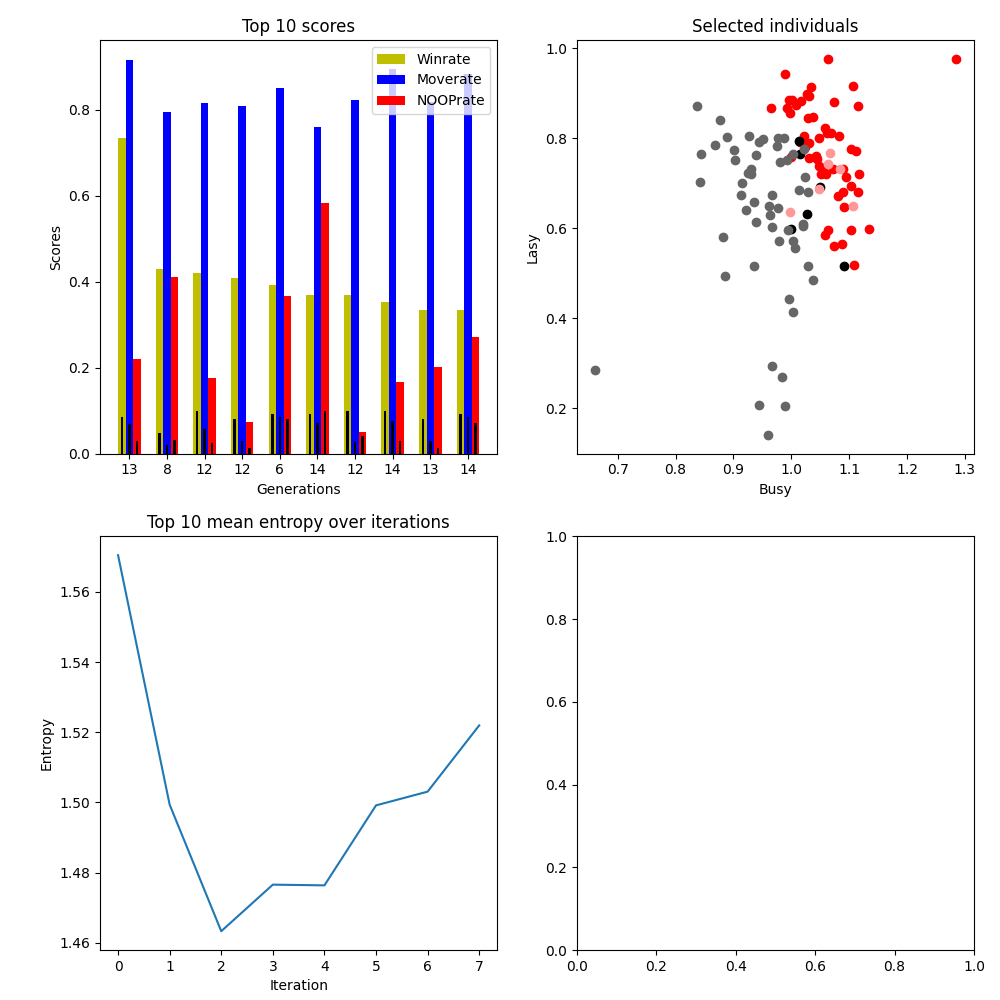 Top 10 scores
Winrate
Moverate
NOOPrate
0.8
0.6
0.4
0.2
0.0
Scores
13 8 12 12 6 14 12 14 13 14
Generations
Selected individuals
1.0
0.8
0.6
0.4
0.2
Lasy
0.7 0.8 0.9 1.0 1.1 1.2 1.3
Busy
Top 10 mean entropy over iterations
1.56
1.54
1.52
1.50
1.48
1.46
Entropy
0 1 2 3 4 5 6 7
Iteration
1.0
0.8
0.6
0.4
0.2
0.0
0.0 0.2 0.4 0.6 0.8 1.0